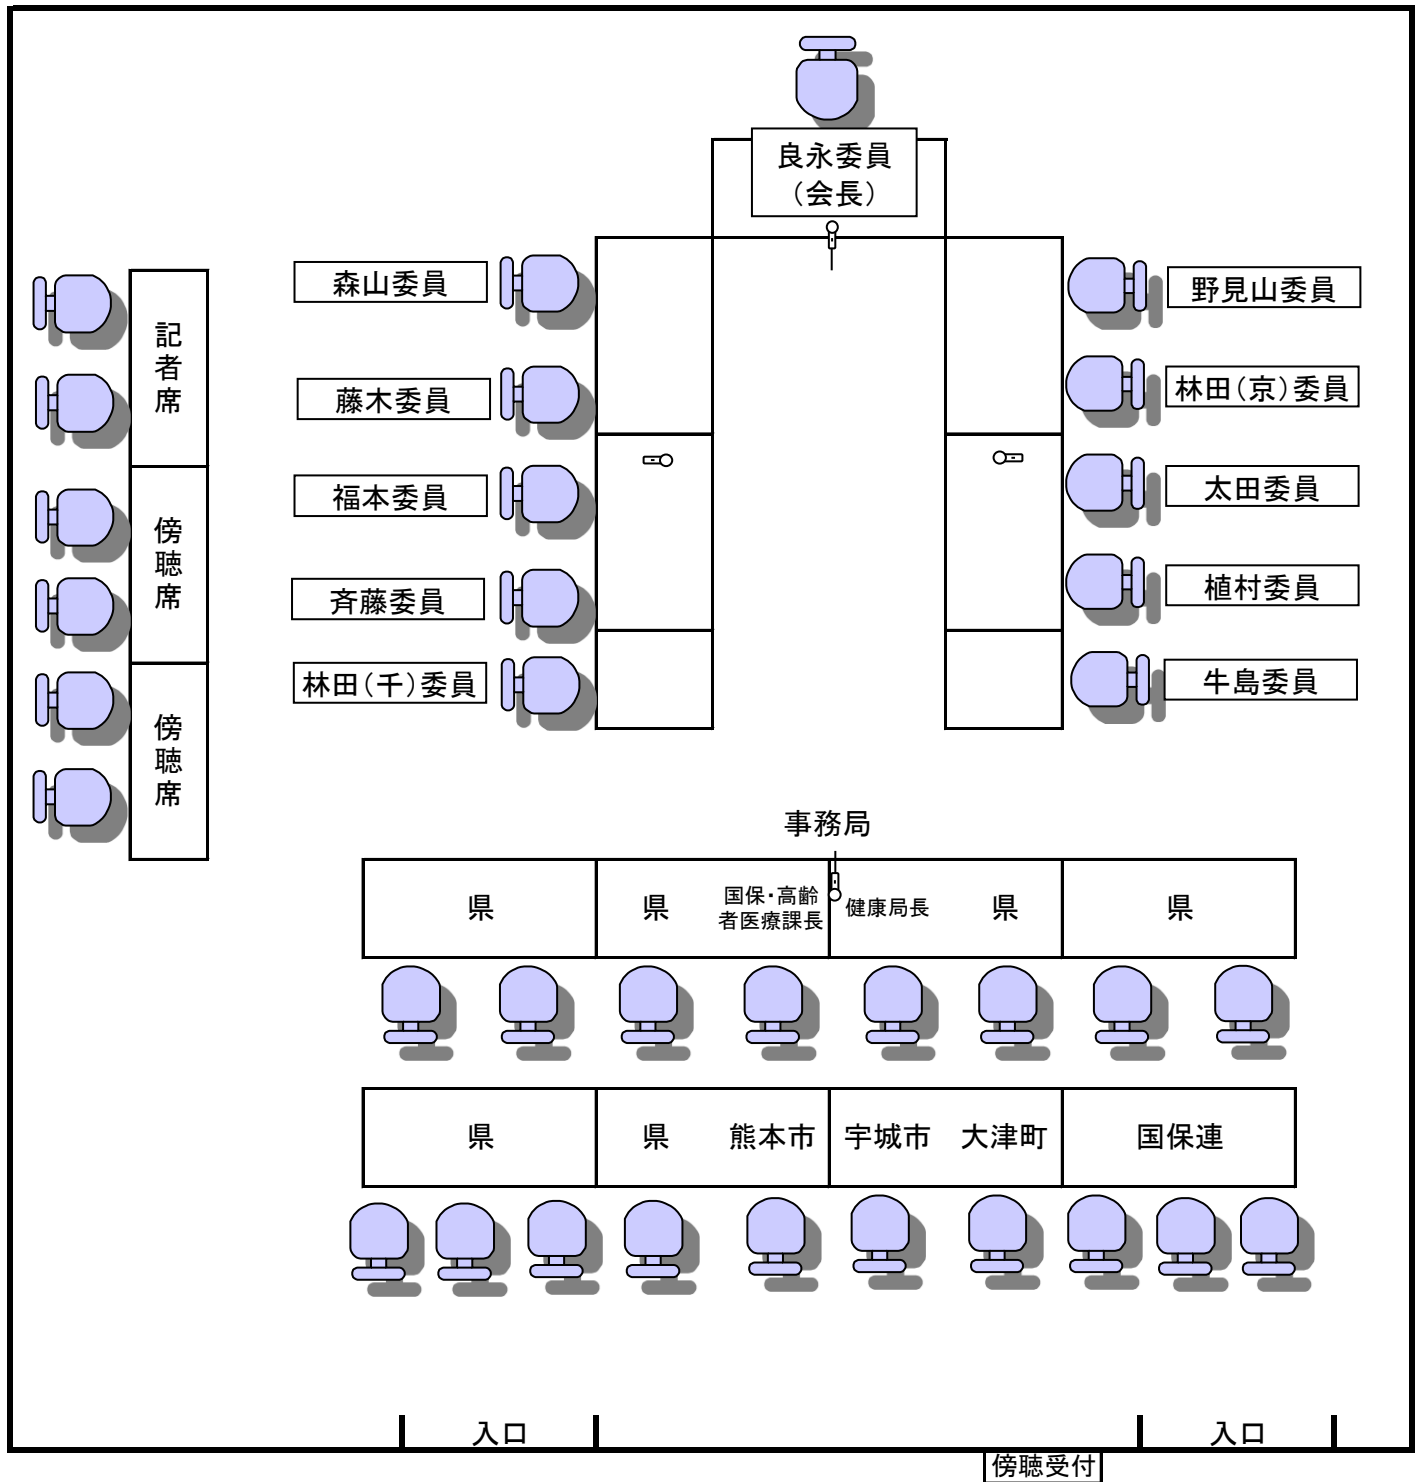 良永委員
（会長）
森山委員
野見山委員
藤木委員
林田（京）委員
福本委員
太田委員
斉藤委員
植村委員
林田（千）委員
牛島委員
記者席
傍聴席
傍聴席
事務局
県
県
国保・高齢
者医療課長
健康局長
県
県
県
県
熊本市
宇城市
大津町
国保連
入口
入口
傍聴受付